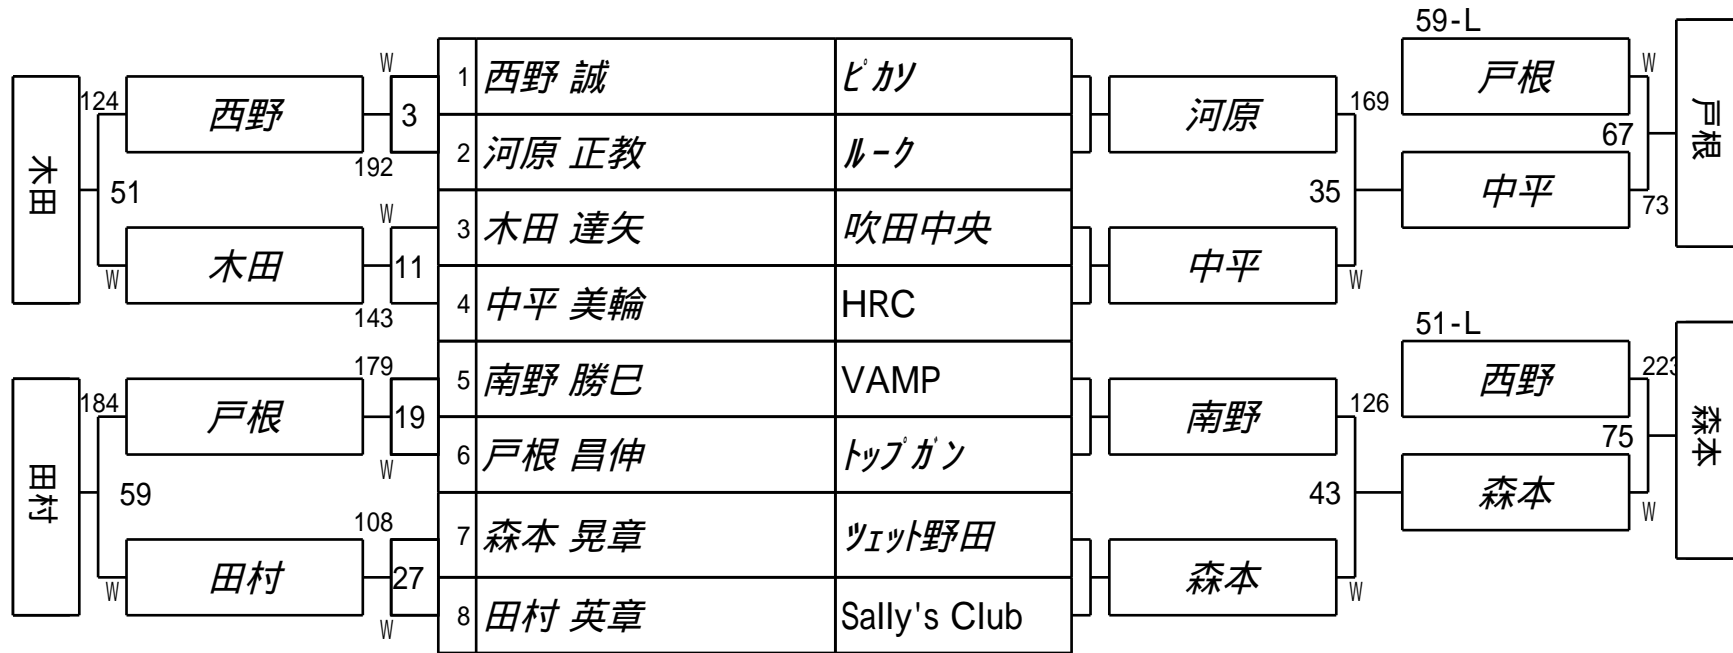 59-L
W
1 西野 誠 ピカソ
W
戸根
124
西野
3
河原
169
戸根
192
2 河原 正教 ルーク
67
木田
51
35
中平
73
W
3 木田 達矢 吹田中央
木田
11
中平
W
W
143
4 中平 美輪 HRC
51-L
179
5 南野 勝巳 VAMP
西野
223
184
戸根
19
南野
126
W
6 戸根 昌伸 トップガン
75
森本
田村
59
43
森本
W
108
7 森本 晃章 ツェット野田
田村
27
森本
W
W
W
8 田村 英章 Sally's Club